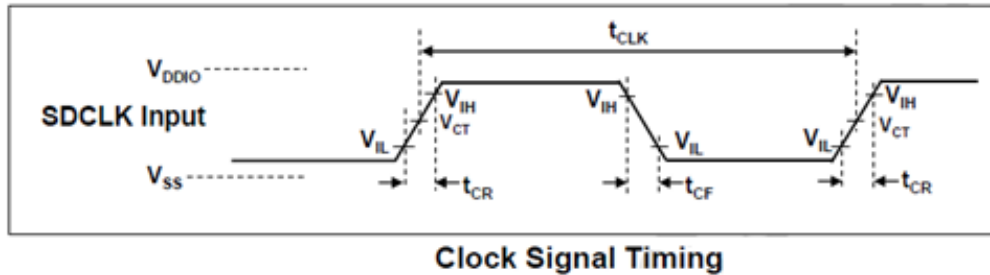 tCLK
VDDIO
SDCLK Input
VIH VIH VIH
VCT VCT
VIL VIL VIL
VSS
tCR tCF tCR
Clock Signal Timing